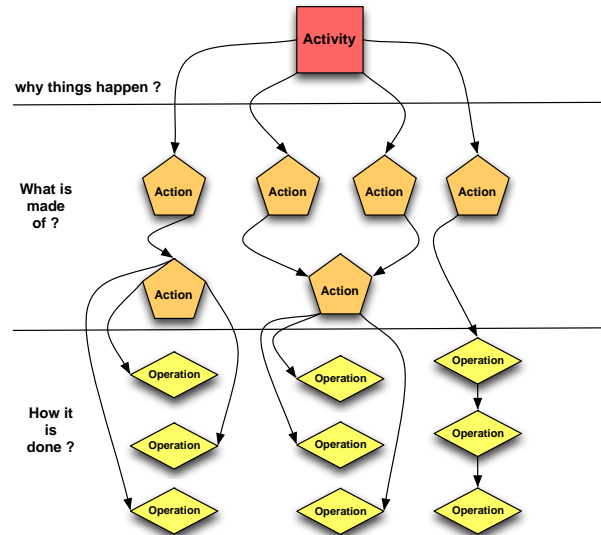 Activity
why things happen ?
What is
made
of ?
Action
Action
Action
Action
Action
Action
How it
is
done ?
Operation
Operation
Operation
Operation
Operation
Operation
Operation
Operation
Operation